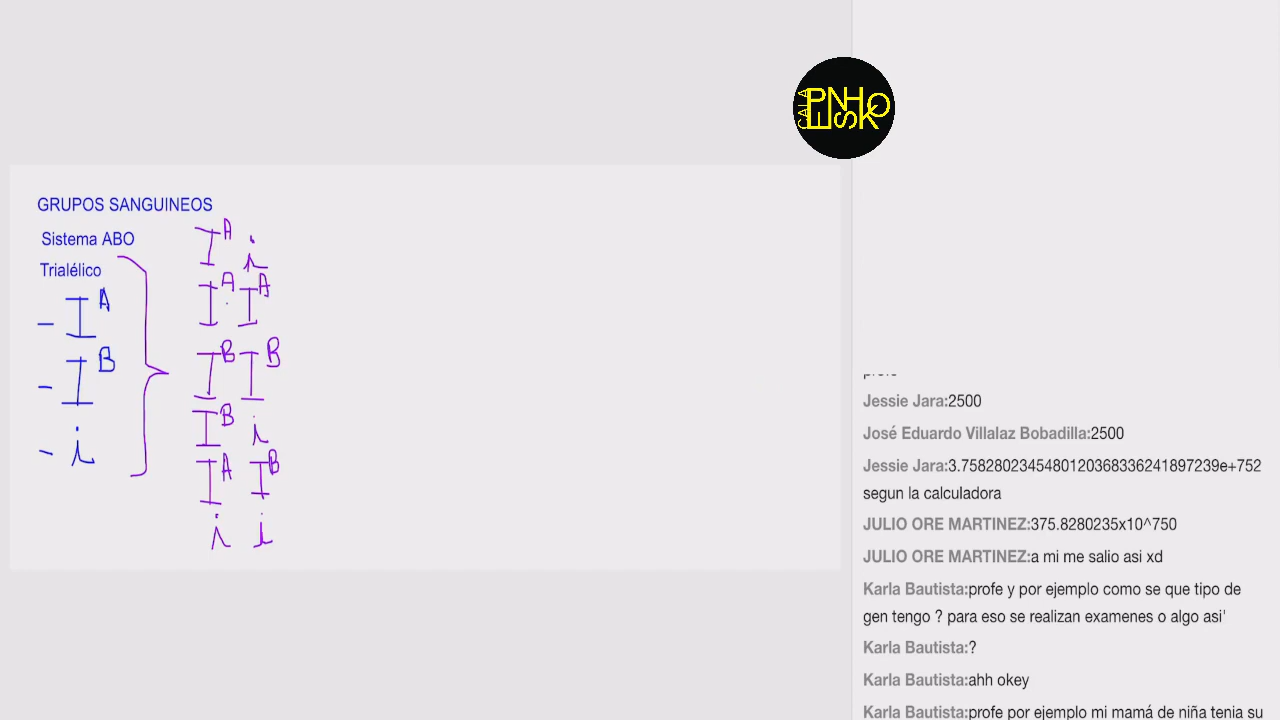 CALA
PENHO
ESK
GRUPOS SANGUINEOS
Sistema ABO
Trialélico
- I^A
- I^B
- i
I^A i
I^A I^A
I^B I^B
I^B i
I^A I^B
i i
Jessie Jara:2500
José Eduardo Villalaz Bobadilla:2500
Jessie Jara:3.7582802345480120368336241897239e+752
segun la calculadora
JULIO ORE MARTINEZ:375.8280235x10^750
JULIO ORE MARTINEZ:a mi me salio asi xd
Karla Bautista:profe y por ejemplo como se que tipo de
gen tengo ? para eso se realizan examenes o algo asi'
Karla Bautista:?
Karla Bautista:ahh okey
Karla Bautista:profe por ejemplo mi mamá de niña tenia su